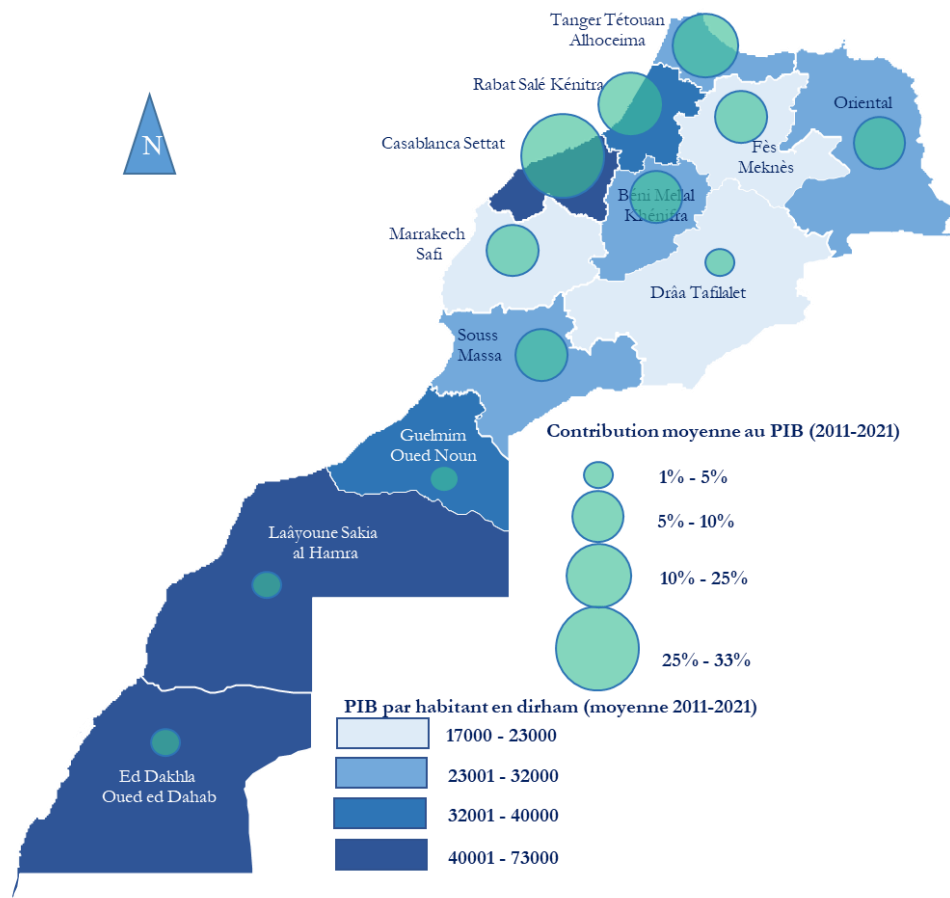 Tanger Tétouan
Alhoceima
Rabat Salé Kénitra
Oriental
Casablanca Settat
Fès
Meknès
Béni Mellal
Khénifra
Marrakech
Safi
Drâa Tafilalet
Souss
Massa
N
Guelmim
Oued Noun
Laâyoune Sakia
al Hamra
Ed Dakhla
Oued ed Dahab
Contribution moyenne au PIB (2011-2021)
1% - 5%
5% - 10%
10% - 25%
25% - 33%
PIB par habitant en dirham (moyenne 2011-2021)
17000 - 23000
23001 - 32000
32001 - 40000
40001 - 73000